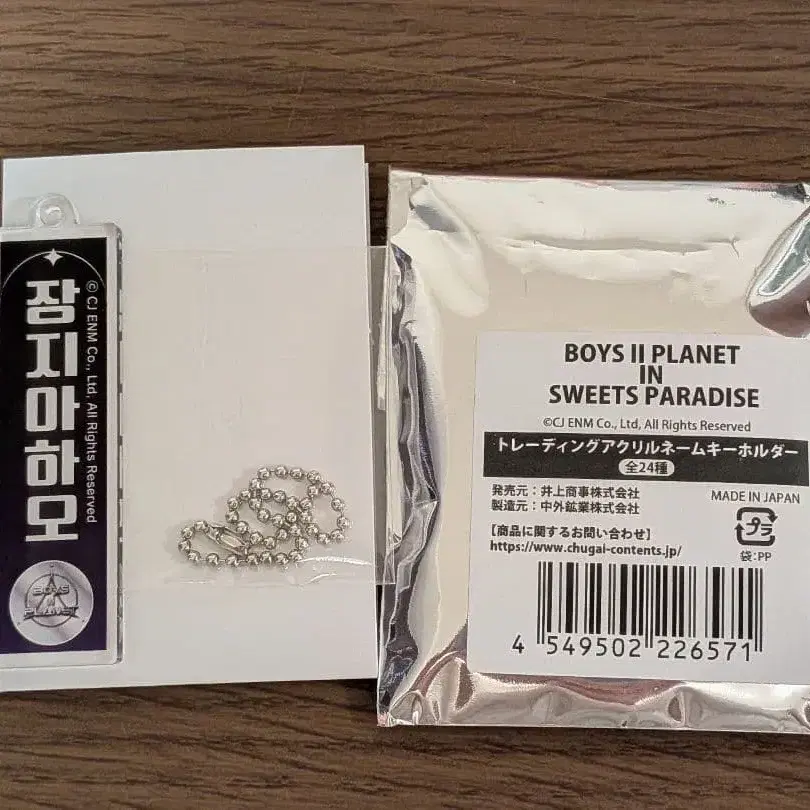 장지아하오
© CJ ENM Co., Ltd, All Rights Reserved
BOYS
II PLANET
BOYS II PLANET
IN
SWEETS PARADISE
©CJ ENM Co., Ltd, All Rights Reserved
トレーディングアクリルネームキーホルダー
全24種
発売元：井上商事株式会社
製造元：中外鉱業株式会社
MADE IN JAPAN
【商品に関するお問い合わせ】
https://www.chugai-contents.jp/
プラ
袋:PP
4 549502 226571